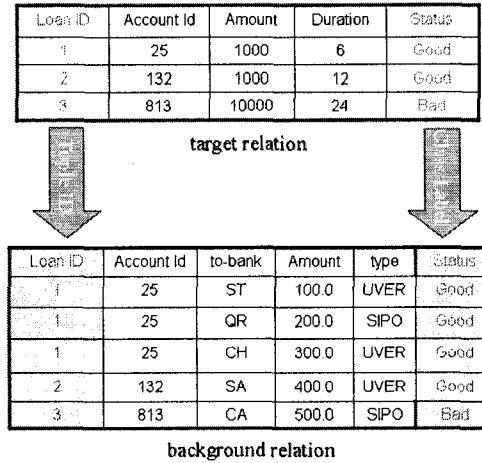 Loan ID Account Id Amount Duration Status
1 25 1000 6 Good
2 132 1000 12 Good
3 813 10000 24 Bad
target relation
Loan ID Account Id to-bank Amount type Status
1 25 ST 100.0 UVER Good
1 25 QR 200.0 SIPO Good
1 25 CH 300.0 UVER Good
2 132 SA 400.0 UVER Good
3 813 CA 500.0 SIPO Bad
background relation